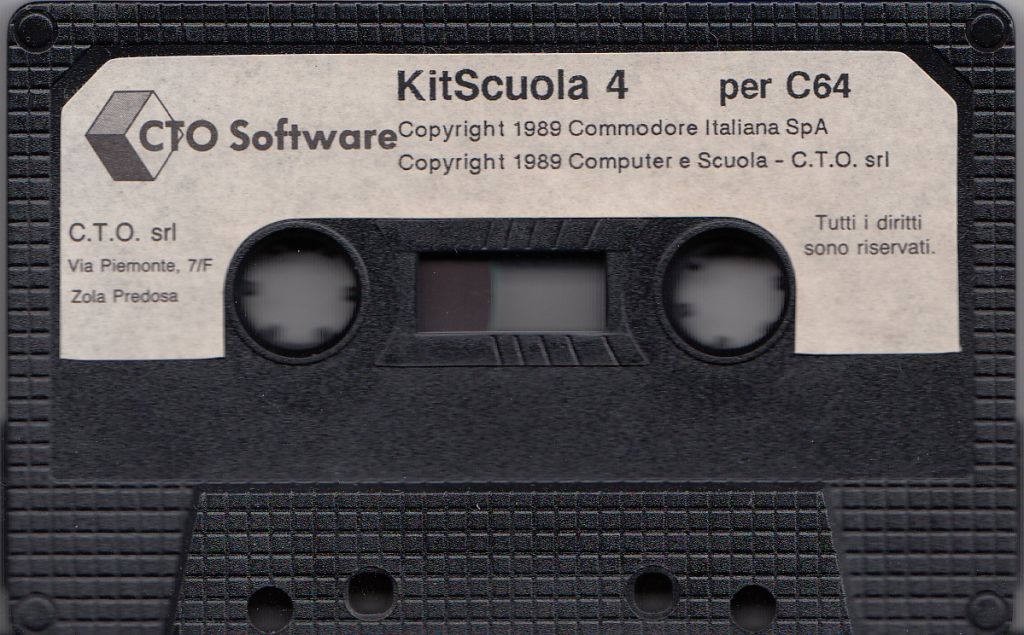 KitScuola 4 per C64
CTO Software
Copyright 1989 Commodore Italiana SpA
Copyright 1989 Computer e Scuola - C.T.O. srl
C.T.O. srl
Via Piemonte, 7/F
Zola Predosa
Tutti i diritti
sono riservati.